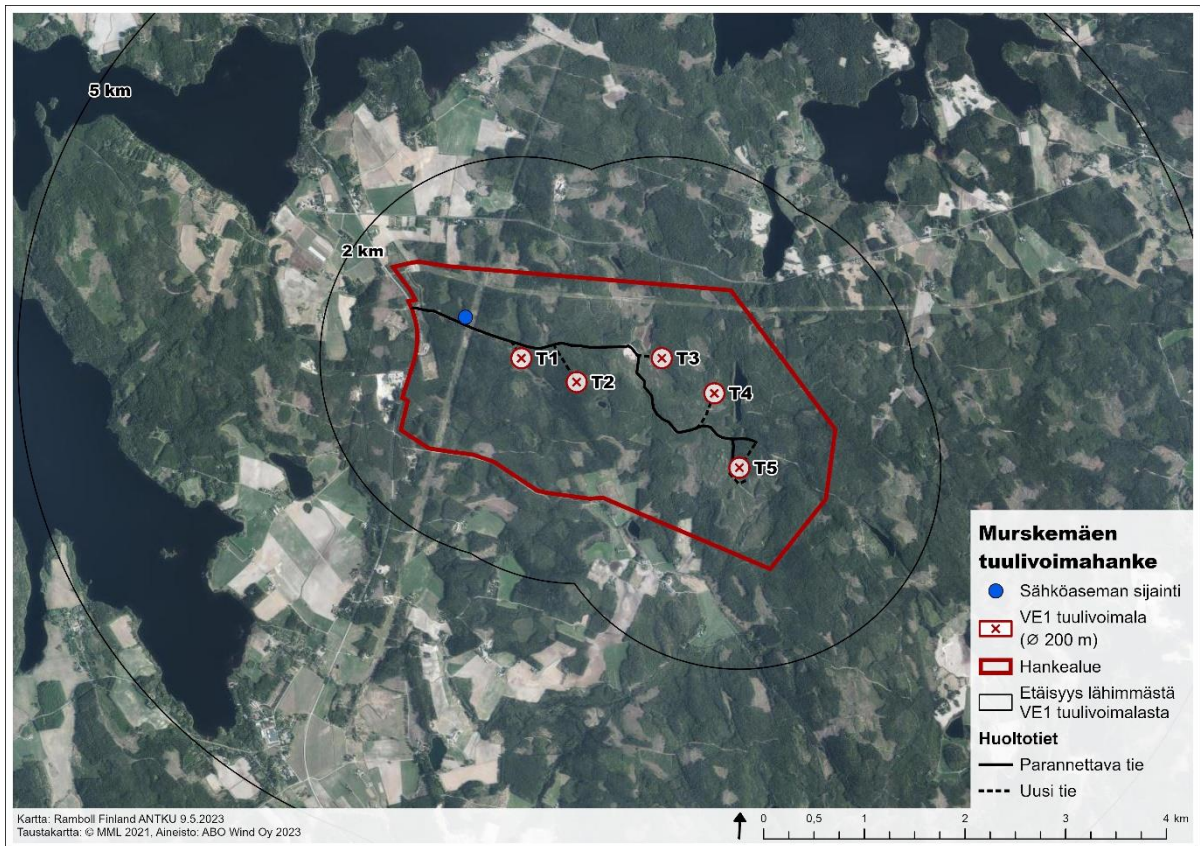 5 km
2 km
T1
T2
T3
T4
T5
Murskemäen
tuulivoimahanke
Sähköaseman sijainti
VE1 tuulivoimala
(Ø 200 m)
Hankealue
Etäisyys lähimmästä
VE1 tuulivoimalasta
Huoltotiet
Parannettava tie
Uusi tie
Kartta: Ramboll Finland ANTKU 9.5.2023
Taustakartta: © MML 2021, Aineisto: ABO Wind Oy 2023
0 0,5 1 2 3 4 km